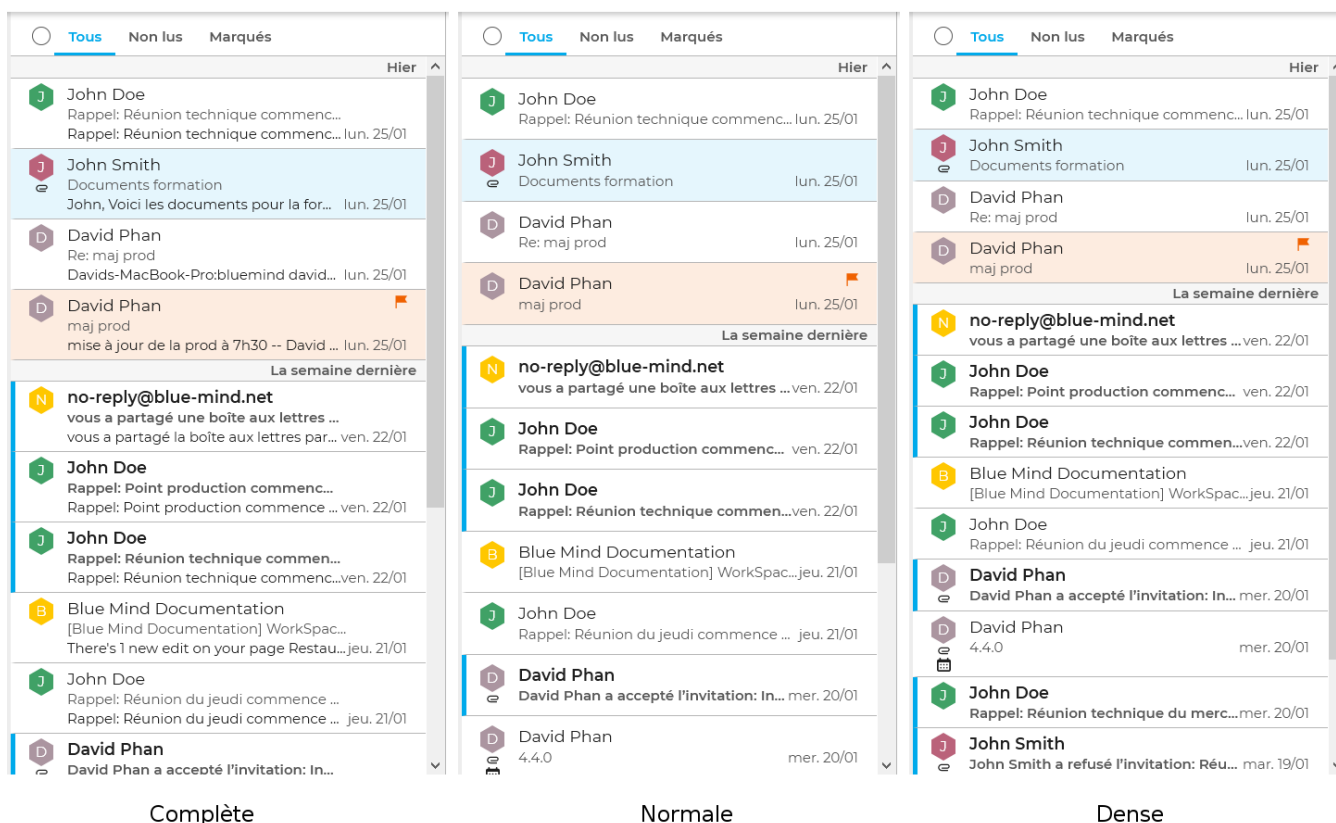 Tous Non lus Marqués
Hier
J John Doe
Rappel: Réunion technique commenc...
Rappel: Réunion technique commenc... lun. 25/01
J John Smith
Documents formation
John, Voici les documents pour la for... lun. 25/01
D David Phan
Re: maj prod
Davids-MacBook-Pro:bluemind david... lun. 25/01
D David Phan
maj prod
mise à jour de la prod à 7h30 -- David ... lun. 25/01
La semaine dernière
N no-reply@blue-mind.net
vous a partagé une boîte aux lettres ...
vous a partagé la boîte aux lettres par... ven. 22/01
J John Doe
Rappel: Point production commenc...
Rappel: Point production commence ... ven. 22/01
J John Doe
Rappel: Réunion technique commen...
Rappel: Réunion technique commenc... ven. 22/01
B Blue Mind Documentation
[Blue Mind Documentation] WorkSpac...
There's 1 new edit on your page Restau... jeu. 21/01
J John Doe
Rappel: Réunion du jeudi commence ...
Rappel: Réunion du jeudi commence ... jeu. 21/01
D David Phan
David Phan a accepté l'invitation: In...
Complète
Tous Non lus Marqués
Hier
J John Doe
Rappel: Réunion technique commenc... lun. 25/01
J John Smith
Documents formation lun. 25/01
D David Phan
Re: maj prod lun. 25/01
D David Phan
maj prod lun. 25/01
La semaine dernière
N no-reply@blue-mind.net
vous a partagé une boîte aux lettres ... ven. 22/01
J John Doe
Rappel: Point production commenc... ven. 22/01
J John Doe
Rappel: Réunion technique commen... ven. 22/01
B Blue Mind Documentation
[Blue Mind Documentation] WorkSpac... jeu. 21/01
J John Doe
Rappel: Réunion du jeudi commence ... jeu. 21/01
D David Phan
David Phan a accepté l'invitation: In... mer. 20/01
D David Phan
4.4.0 mer. 20/01
Normale
Tous Non lus Marqués
Hier
J John Doe
Rappel: Réunion technique commenc... lun. 25/01
J John Smith
Documents formation lun. 25/01
D David Phan
Re: maj prod lun. 25/01
D David Phan
maj prod lun. 25/01
La semaine dernière
N no-reply@blue-mind.net
vous a partagé une boîte aux lettres ... ven. 22/01
J John Doe
Rappel: Point production commenc... ven. 22/01
J John Doe
Rappel: Réunion technique commen... ven. 22/01
B Blue Mind Documentation
[Blue Mind Documentation] WorkSpac... jeu. 21/01
J John Doe
Rappel: Réunion du jeudi commence ... jeu. 21/01
D David Phan
David Phan a accepté l'invitation: In... mer. 20/01
D David Phan
4.4.0 mer. 20/01
J John Doe
Rappel: Réunion technique du merc... mer. 20/01
J John Smith
John Smith a refusé l'invitation: Réu... mar. 19/01
Dense